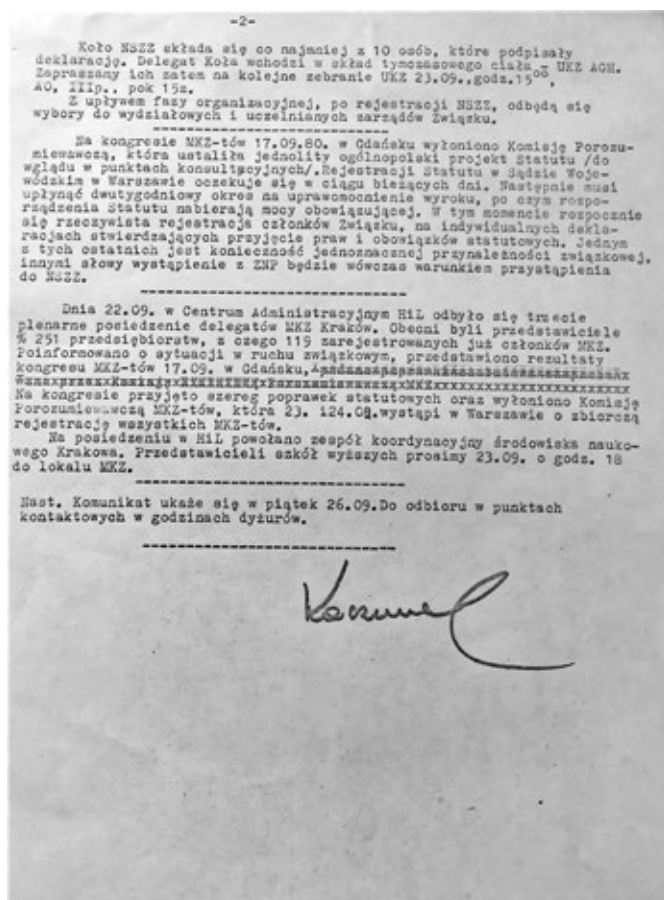 -2-
Koło NSZZ składa się co najmniej z 10 osób, które podpisały
deklarację. Delegat Koła wchodzi w skład tymczasowego ciała - UKZ AGH.
Zapraszamy ich zatem na kolejne zebranie UKZ 23.09.,godz.15⁰⁰,
AO, IIIp., pok 15z.
Z upływem fazy organizacyjnej, po rejestracji NSZZ, odbędą się
wybory do wydziałowych i uczelnianych zarządów Związku.
-------------------------------
Na kongresie MKZ-tów 17.09.80. w Gdańsku wyłoniono Komisję Porozu-
miewawczą, która ustaliła jednolity ogólnopolski projekt Statutu /do
wglądu w punktach konsultacyjnych/.Rejestracji Statutu w Sądzie Woje-
wódzkim w Warszawie oczekuje się w ciągu bieżących dni. Następnie musi
upłynąć dwutygodniowy okres na uprawomocnienie wyroku, po czym rozpo-
rządzenia Statutu nabierają mocy obowiązującej. W tym momencie rozpocznie
się rzeczywista rejestracja członków Związku, na indywidualnych dekla-
racjach stwierdzających przyjęcie praw i obowiązków statutowych. Jednym
z tych ostatnich jest konieczność jednoznacznej przynależności związkowej,
innymi słowy wystąpienie z ZNP będzie wówczas warunkiem przystąpienia
do NSZZ.
-------------------------------
Dnia 22.09. w Centrum Administracyjnym HiL odbyło się trzecie
plenarne posiedzenie delegatów MKZ Kraków. Obecni byli przedstawiciele
251 przedsiębiorstw, z czego 119 zarejestrowanych już członków MKZ.
Poinformowano o sytuacji w ruchu związkowym, przedstawiono rezultaty
kongresu MKZ-tów 17.09. w Gdańsku,
Na kongresie przyjęto szereg poprawek statutowych oraz wyłoniono Komisję
Porozumiewawczą MKZ-tów, która 23. i24.09.wystąpi w Warszawie o zbiorczą
rejestrację wszystkich MKZ-tów.
Na posiedzeniu w HiL powołano zespół koordynacyjny środowiska nauko-
wego Krakowa. Przedstawicieli szkół wyższych prosimy 23.09. o godz. 18
do lokalu MKZ.
-------------------------------
Nast. Komunikat ukaże się w piątek 26.09.Do odbioru w punktach
kontaktowych w godzinach dyżurów.
-------------------------------